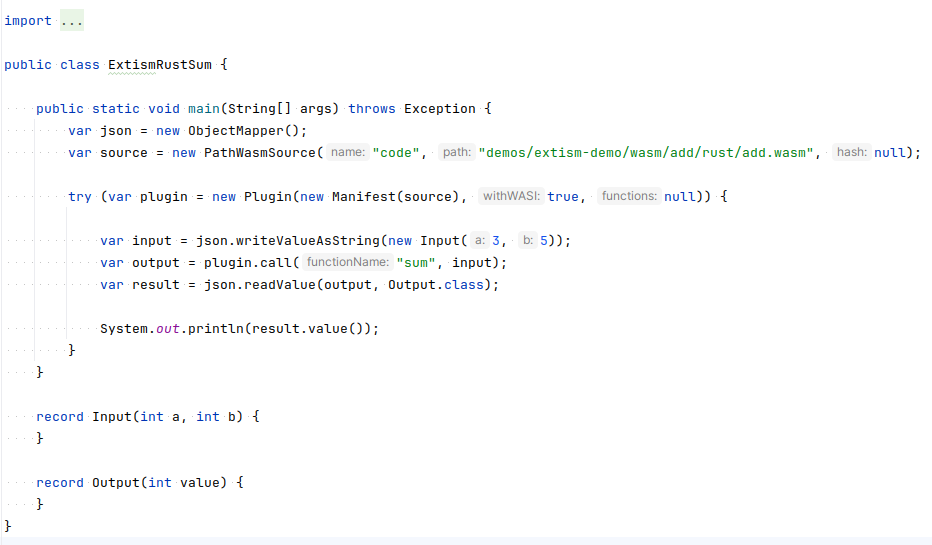 import ...
public class ExtismRustSum {
public static void main(String[] args) throws Exception {
var json = new ObjectMapper();
var source = new PathWasmSource( name: "code", path: "demos/extism-demo/wasm/add/rust/add.wasm", hash: null);
try (var plugin = new Plugin(new Manifest(source), withWASI: true, functions: null)) {
var input = json.writeValueAsString(new Input( a: 3, b: 5));
var output = plugin.call( functionName: "sum", input);
var result = json.readValue(output, Output.class);
System.out.println(result.value());
}
}
record Input(int a, int b) {
}
record Output(int value) {
}
}